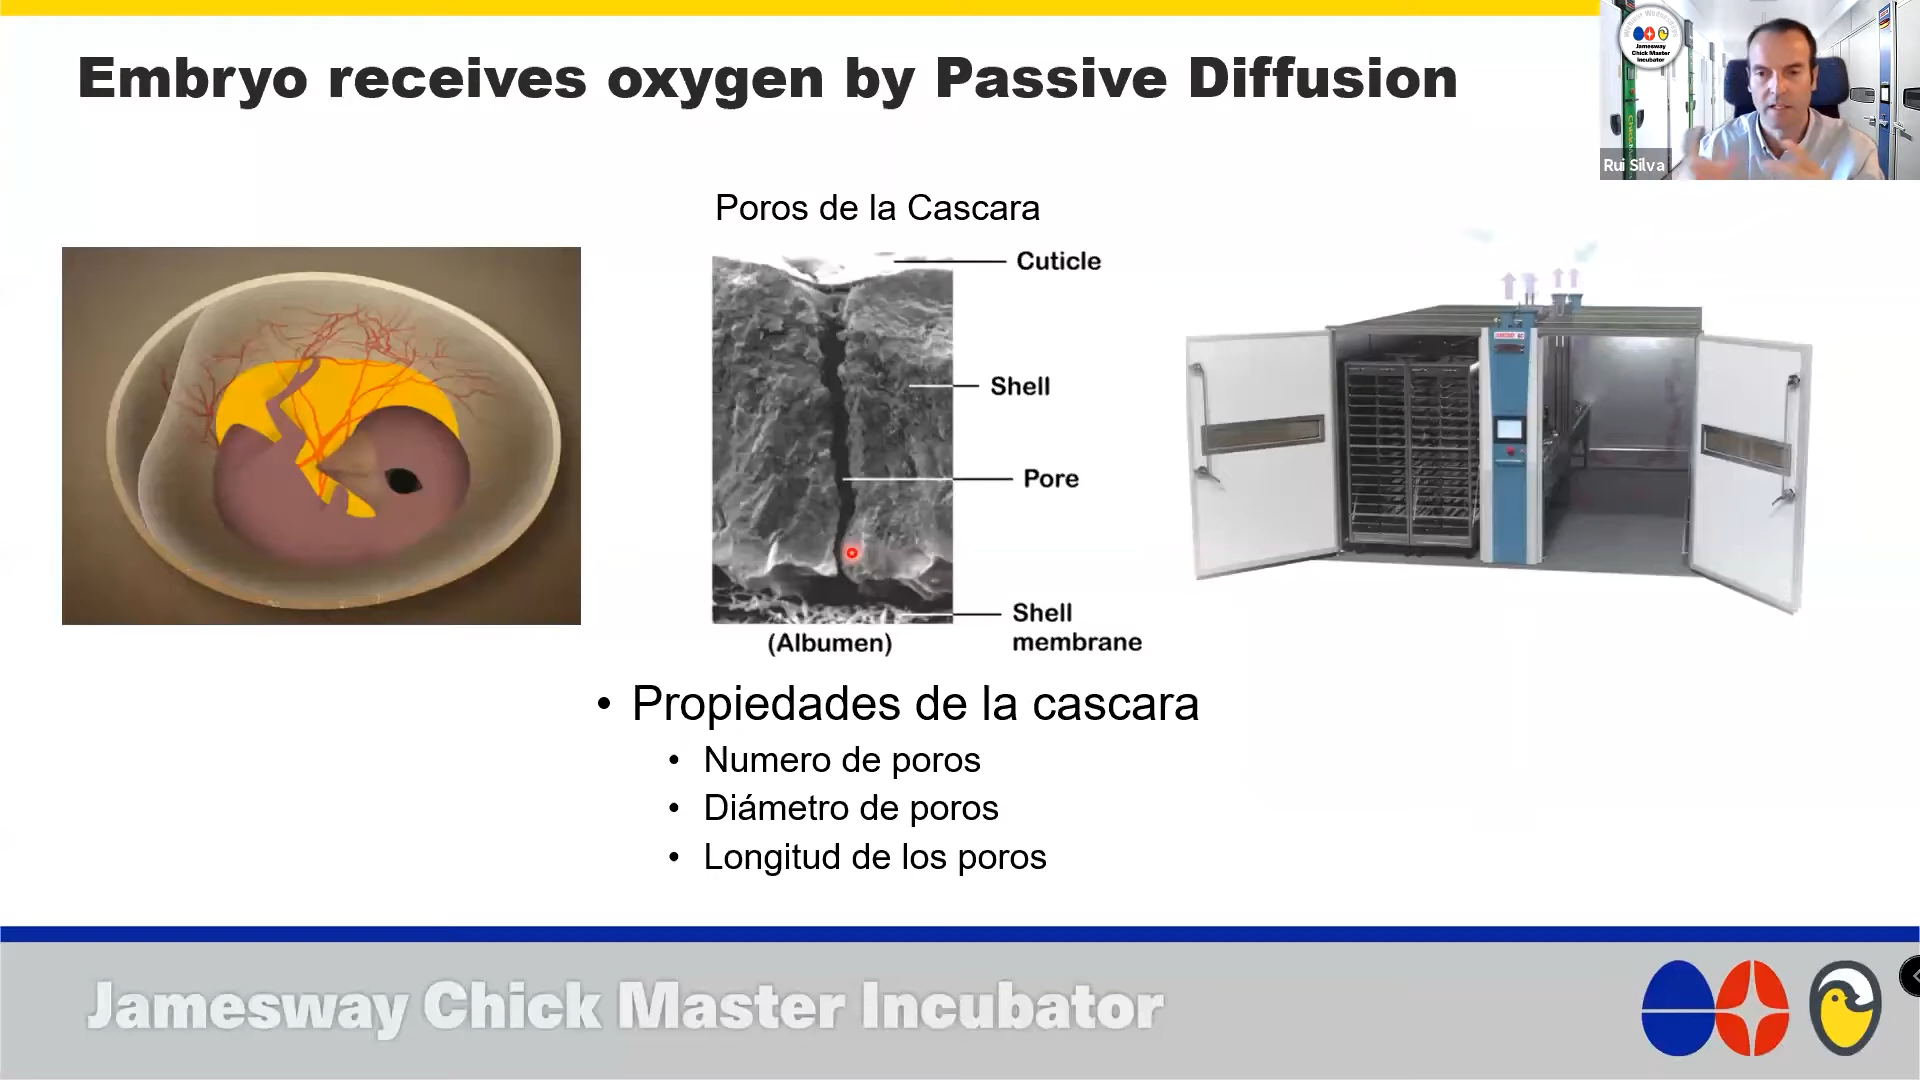 Embryo receives oxygen by Passive Diffusion
Jamesway
Chick Master
Incubator
Rui Silva
Poros de la Cascara
Cuticle
Shell
Pore
Shell
membrane
(Albumen)
• Propiedades de la cascara
• Numero de poros
• Diámetro de poros
• Longitud de los poros
Jamesway Chick Master Incubator